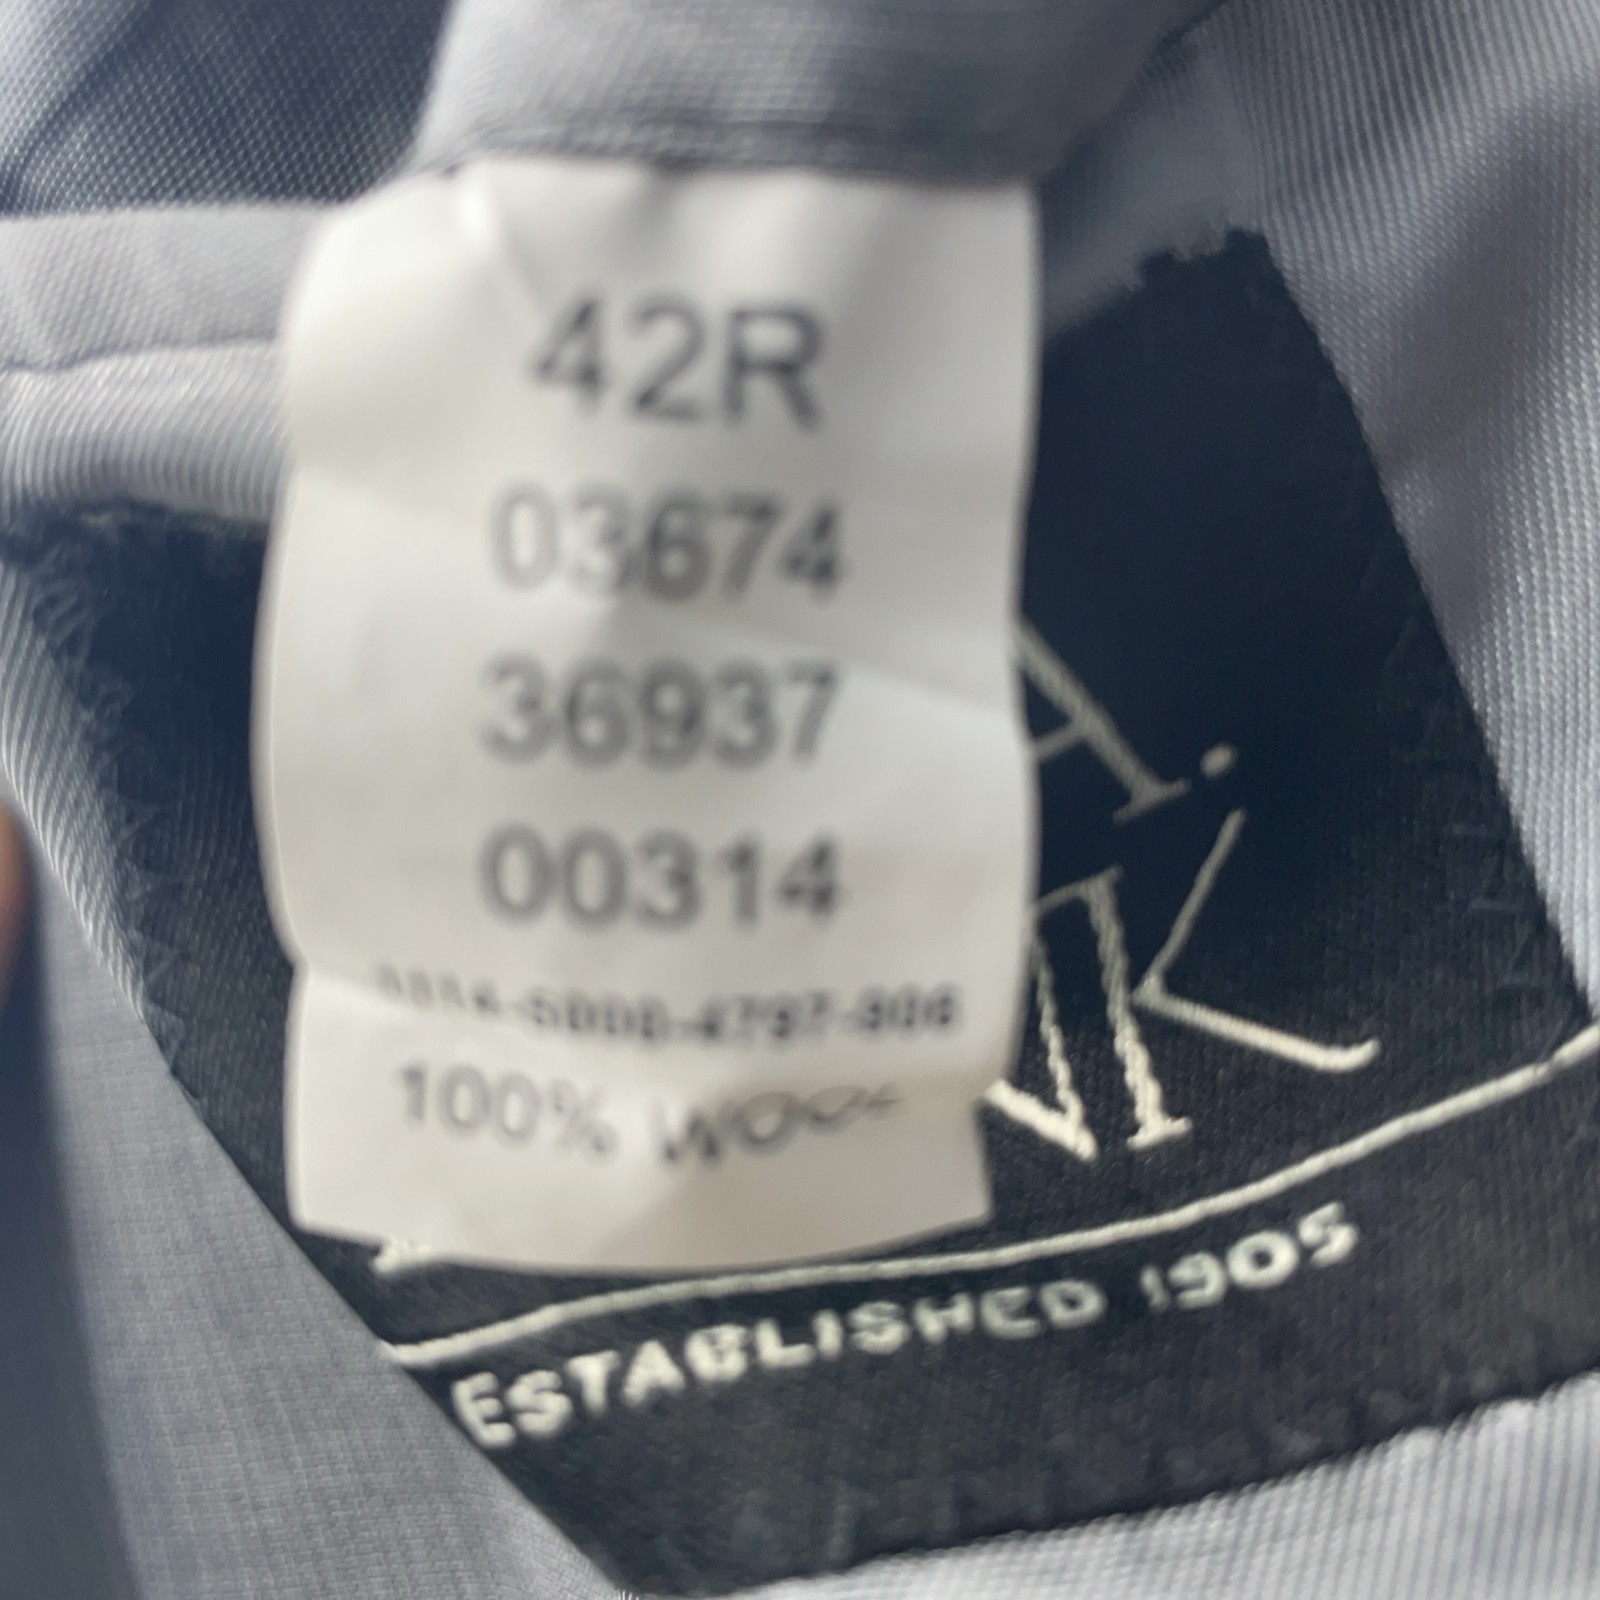 42R
03674
36937
00314
100% WOOL
A.
ESTABLISHED 1905